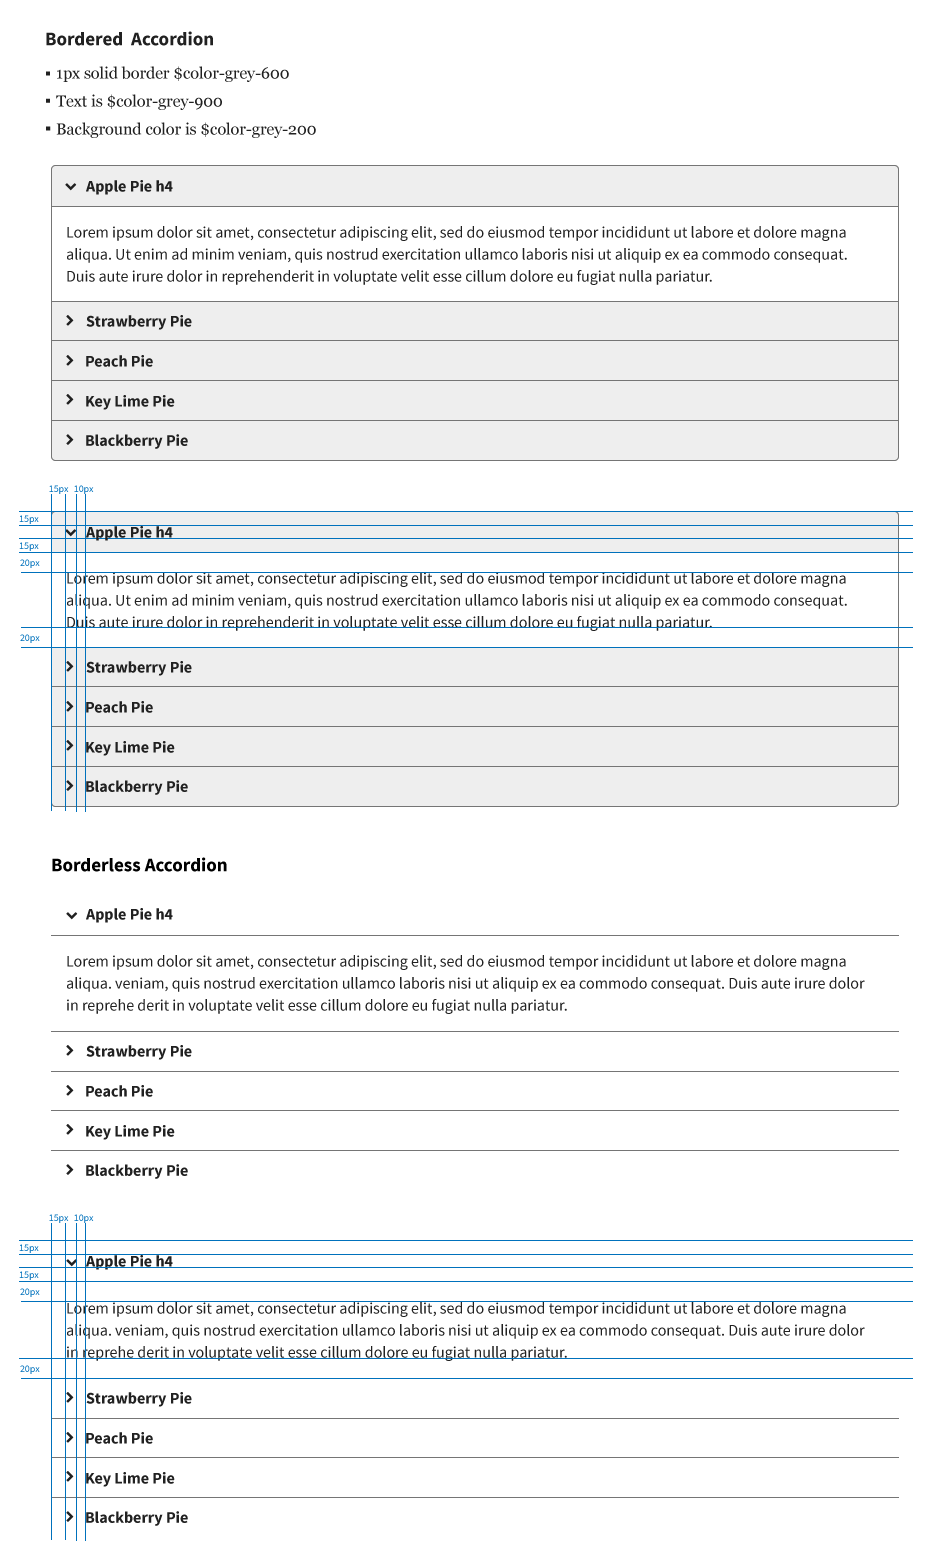 Bordered Accordion
▪ 1px solid border $color-grey-600
▪ Text is $color-grey-900
▪ Background color is $color-grey-200
Apple Pie h4
Lorem ipsum dolor sit amet, consectetur adipiscing elit, sed do eiusmod tempor incididunt ut labore et dolore magna
aliqua. Ut enim ad minim veniam, quis nostrud exercitation ullamco laboris nisi ut aliquip ex ea commodo consequat.
Duis aute irure dolor in reprehenderit in voluptate velit esse cillum dolore eu fugiat nulla pariatur.
Strawberry Pie
Peach Pie
Key Lime Pie
Blackberry Pie
15px 10px
15px
Apple Pie h4
15px
20px
Lorem ipsum dolor sit amet, consectetur adipiscing elit, sed do eiusmod tempor incididunt ut labore et dolore magna
aliqua. Ut enim ad minim veniam, quis nostrud exercitation ullamco laboris nisi ut aliquip ex ea commodo consequat.
Duis aute irure dolor in reprehenderit in voluptate velit esse cillum dolore eu fugiat nulla pariatur.
20px
Strawberry Pie
Peach Pie
Key Lime Pie
Blackberry Pie
Borderless Accordion
Apple Pie h4
Lorem ipsum dolor sit amet, consectetur adipiscing elit, sed do eiusmod tempor incididunt ut labore et dolore magna
aliqua. veniam, quis nostrud exercitation ullamco laboris nisi ut aliquip ex ea commodo consequat. Duis aute irure dolor
in reprehe derit in voluptate velit esse cillum dolore eu fugiat nulla pariatur.
Strawberry Pie
Peach Pie
Key Lime Pie
Blackberry Pie
15px 10px
15px
Apple Pie h4
15px
20px
Lorem ipsum dolor sit amet, consectetur adipiscing elit, sed do eiusmod tempor incididunt ut labore et dolore magna
aliqua. veniam, quis nostrud exercitation ullamco laboris nisi ut aliquip ex ea commodo consequat. Duis aute irure dolor
in reprehe derit in voluptate velit esse cillum dolore eu fugiat nulla pariatur.
20px
Strawberry Pie
Peach Pie
Key Lime Pie
Blackberry Pie